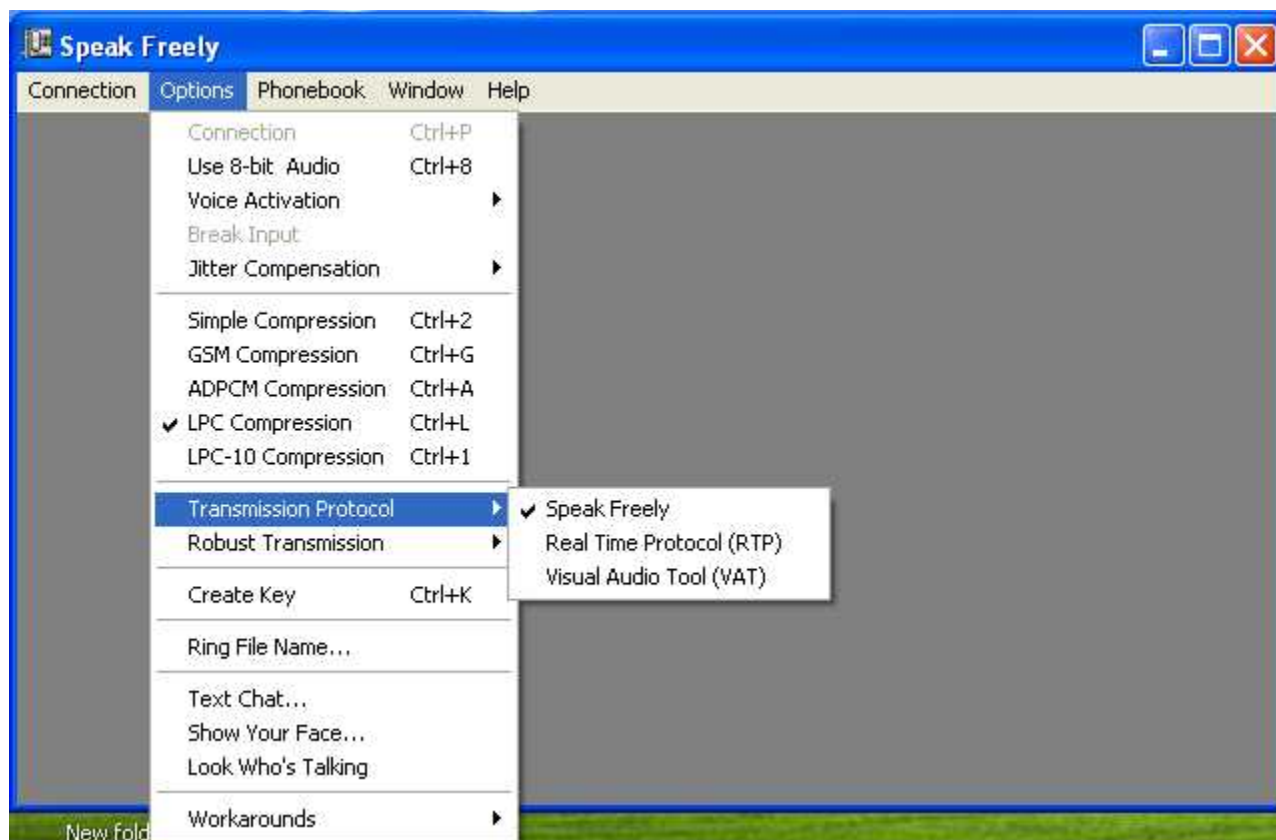 Speak Freely
Connection Options Phonebook Window Help
Connection Ctrl+P
Use 8-bit Audio Ctrl+8
Voice Activation
Break Input
Jitter Compensation
Simple Compression Ctrl+2
GSM Compression Ctrl+G
ADPCM Compression Ctrl+A
LPC Compression Ctrl+L
LPC-10 Compression Ctrl+1
Transmission Protocol
Speak Freely
Robust Transmission
Real Time Protocol (RTP)
Visual Audio Tool (VAT)
Create Key Ctrl+K
Ring File Name...
Text Chat...
Show Your Face...
Look Who's Talking
Workarounds
New fold